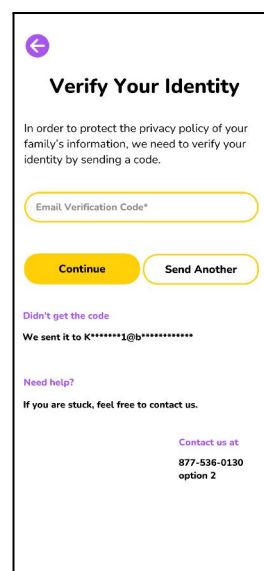 Verify Your Identity
In order to protect the privacy policy of your
family's information, we need to verify your
identity by sending a code.
Email Verification Code*
Continue
Send Another
Didn't get the code
We sent it to K*******1@b************
Need help?
If you are stuck, feel free to contact us.
Contact us at
877-536-0130
option 2